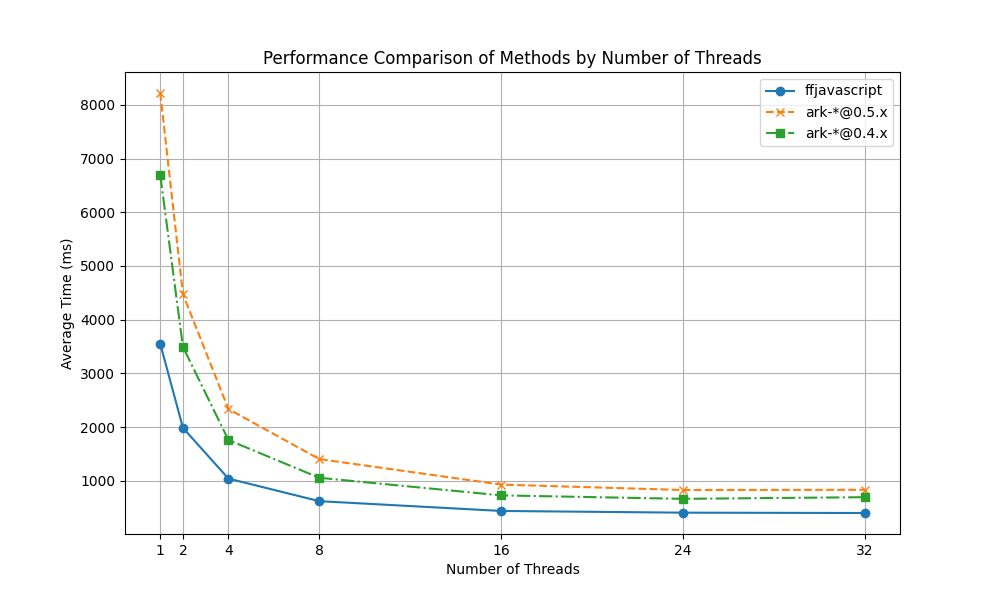 Performance Comparison of Methods by Number of Threads
ffjavascript
ark-*@0.5.x
ark-*@0.4.x
Average Time (ms)
8000
7000
6000
5000
4000
3000
2000
1000
1 2 4 8 16 24 32
Number of Threads